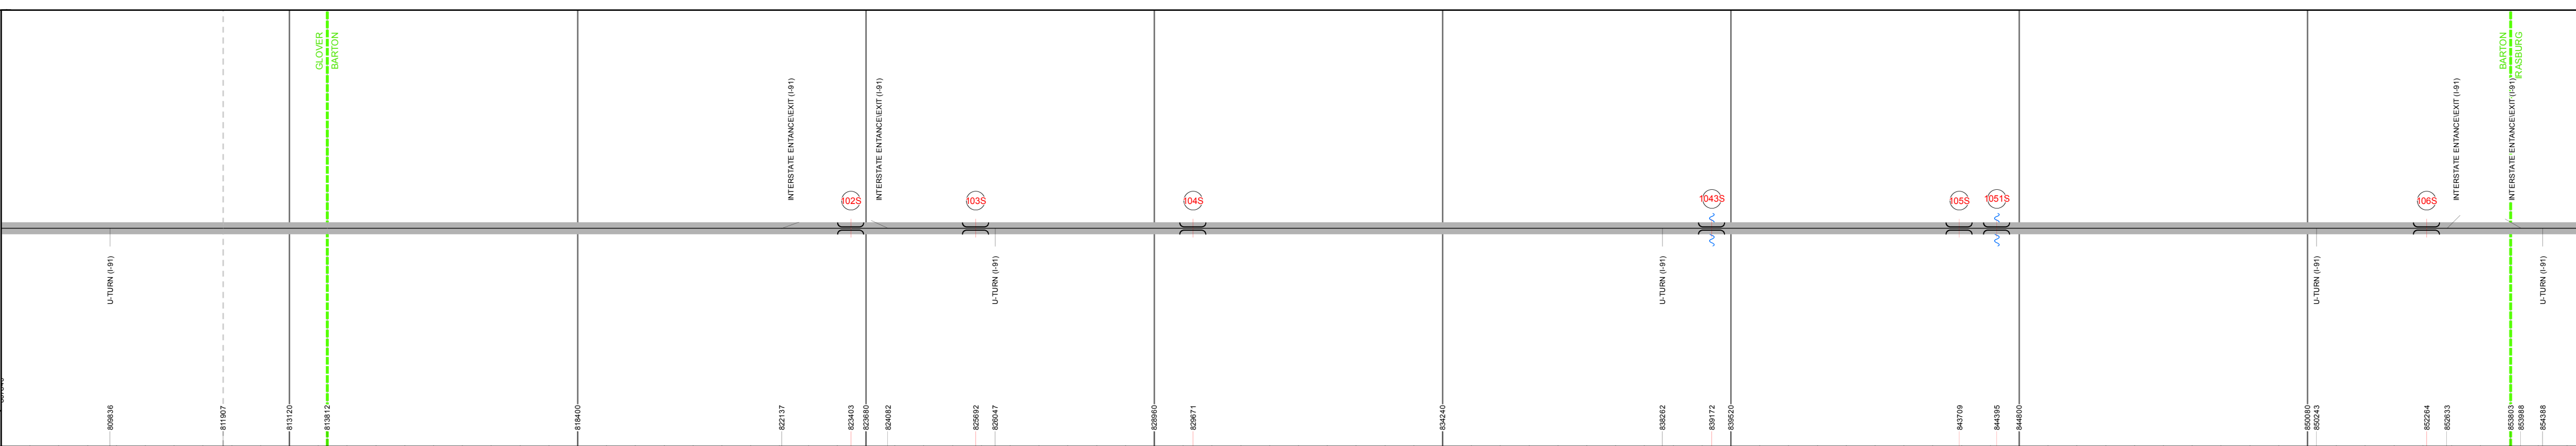 GLOVER
BARTON
BARTON
IRASBURG
INTERSTATE ENTANCE\EXIT (I-91)
INTERSTATE ENTANCE\EXIT (I-91)
INTERSTATE ENTANCE\EXIT (I-91)
INTERSTATE ENTANCE\EXIT (I-91)
102S
103S
104S
1043S
105S
1051S
106S
U-TURN (I-91)
U-TURN (I-91)
U-TURN (I-91)
U-TURN (I-91)
U-TURN (I-91)
809836
811907
813120
813812
818400
822137
823403
823680
824082
825692
826047
828960
829671
834240
838262
839172
839520
843709
844395
844800
850080
850243
852264
852633
853803
853988
854388